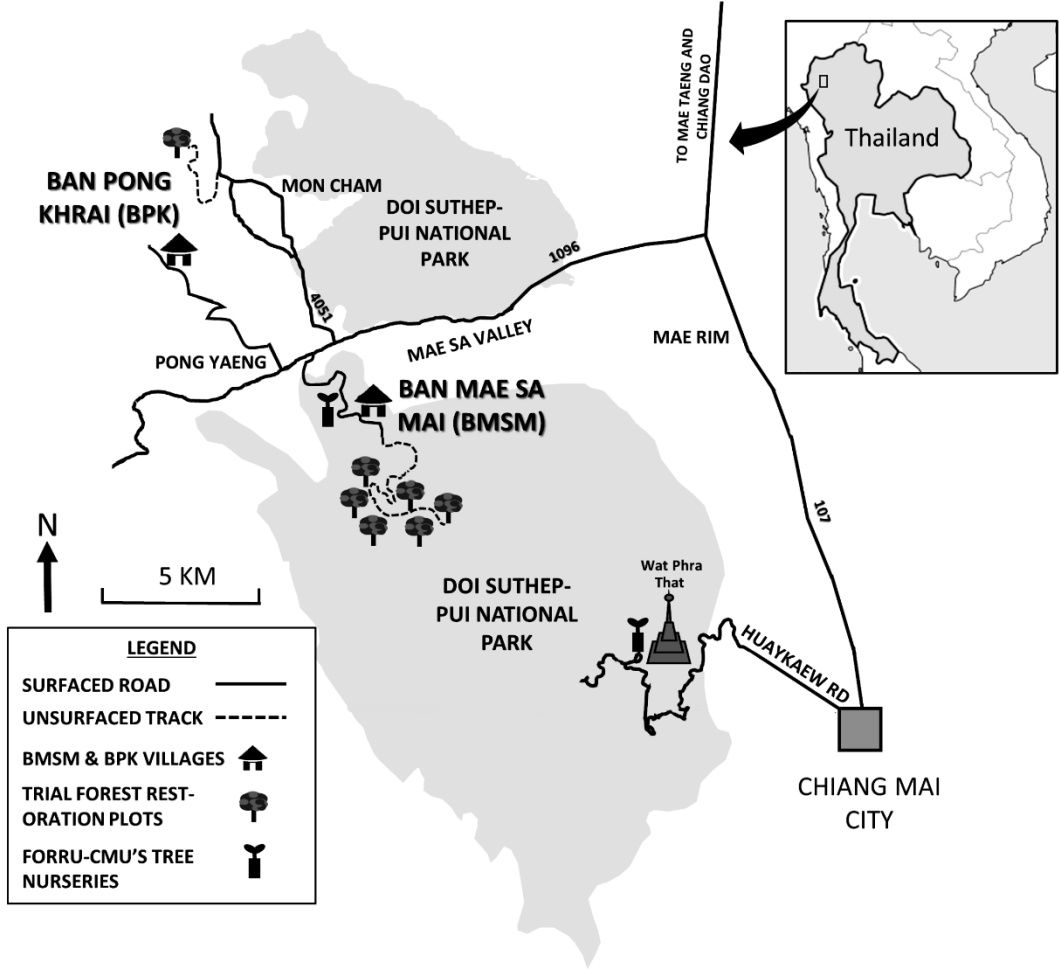 TO MAE TAENG AND
CHIANG DAO
Thailand
BAN PONG
KHRAI (BPK)
MON CHAM
DOI SUTHEP-
PUI NATIONAL
PARK
1096
4051
MAE SA VALLEY
MAE RIM
PONG YAENG
BAN MAE SA
MAI (BMSM)
107
N
5 KM
DOI SUTHEP-
PUI NATIONAL
PARK
Wat Phra
That
HUAYKAEW RD
CHIANG MAI
CITY
LEGEND
SURFACED ROAD
UNSURFACED TRACK
BMSM & BPK VILLAGES
TRIAL FOREST REST-
ORATION PLOTS
FORRU-CMU'S TREE
NURSERIES